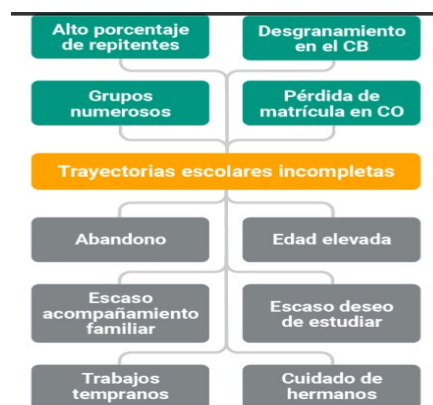 Alto porcentaje
de repitentes
Desgranamiento
en el CB
Grupos
numerosos
Pérdida de
matrícula en CO
Trayectorias escolares incompletas
Abandono
Edad elevada
Escaso
acompañamiento
familiar
Escaso deseo
de estudiar
Trabajos
tempranos
Cuidado de
hermanos